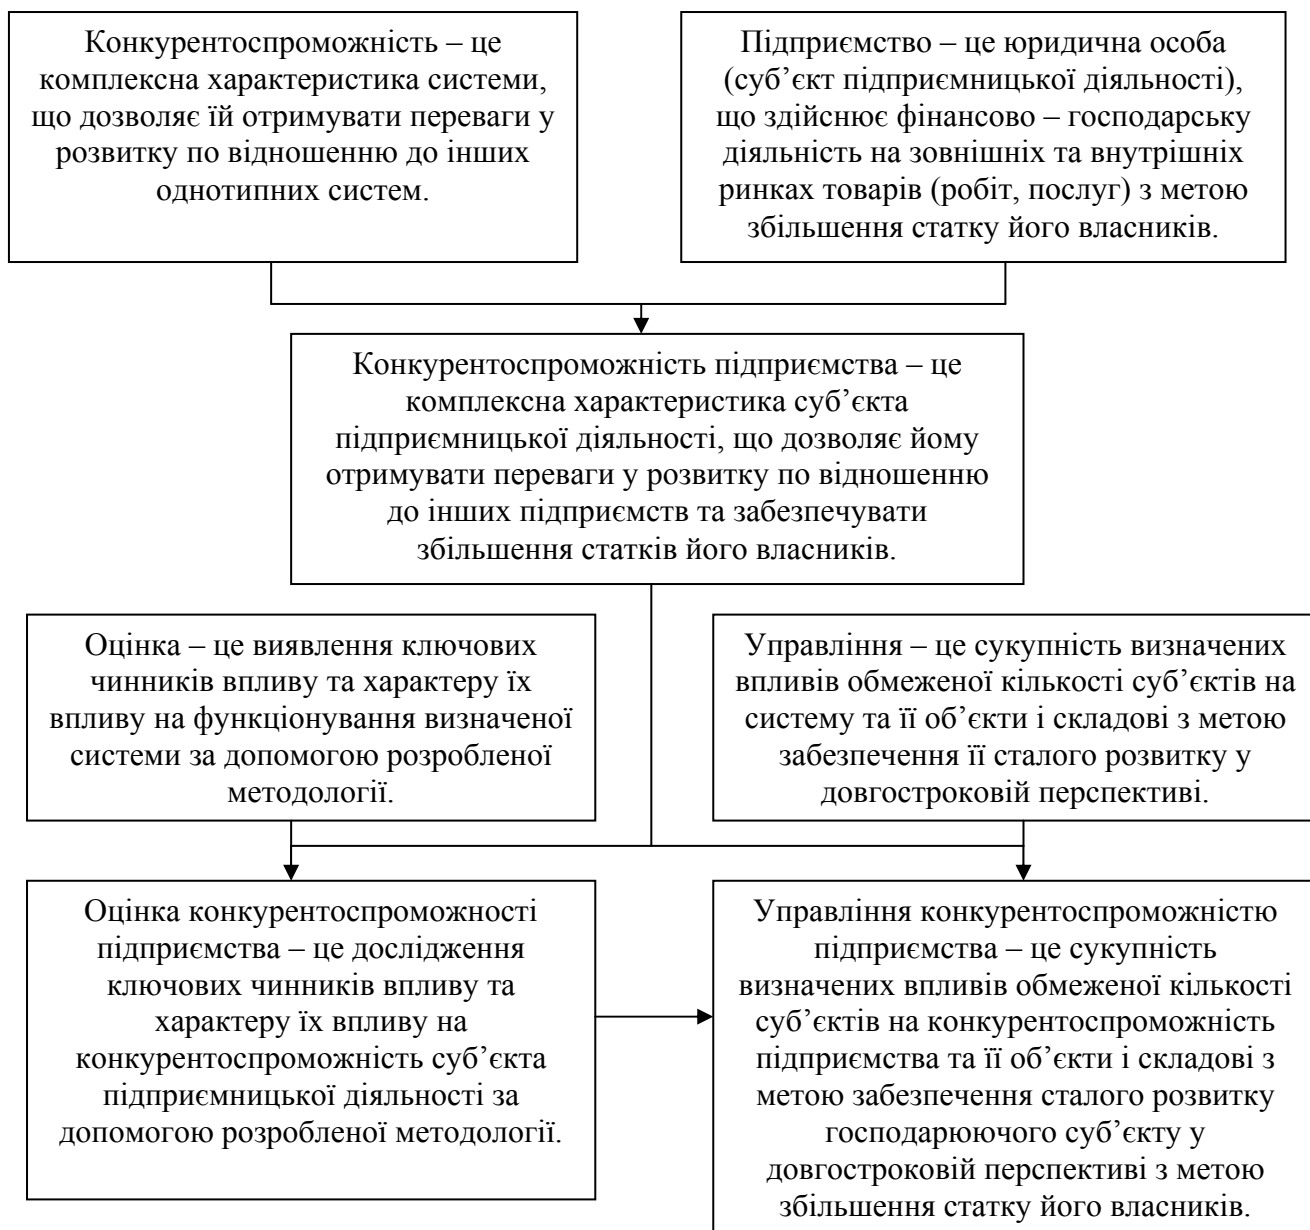 Конкурентоспроможність – це
комплексна характеристика системи,
що дозволяє їй отримувати переваги у
розвитку по відношенню до інших
однотипних систем.
Підприємство – це юридична особа
(суб’єкт підприємницької діяльності),
що здійснює фінансово – господарську
діяльність на зовнішніх та внутрішніх
ринках товарів (робіт, послуг) з метою
збільшення статку його власників.
Конкурентоспроможність підприємства – це
комплексна характеристика суб’єкта
підприємницької діяльності, що дозволяє йому
отримувати переваги у розвитку по відношенню
до інших підприємств та забезпечувати
збільшення статків його власників.
Оцінка – це виявлення ключових
чинників впливу та характеру їх
впливу на функціонування визначеної
системи за допомогою розробленої
методології.
Управління – це сукупність визначених
впливів обмеженої кількості суб’єктів на
систему та її об’єкти і складові з метою
забезпечення її сталого розвитку у
довгостроковій перспективі.
Оцінка конкурентоспроможності
підприємства – це дослідження
ключових чинників впливу та
характеру їх впливу на
конкурентоспроможність суб’єкта
підприємницької діяльності за
допомогою розробленої методології.
Управління конкурентоспроможністю
підприємства – це сукупність
визначених впливів обмеженої кількості
суб’єктів на конкурентоспроможність
підприємства та її об’єкти і складові з
метою забезпечення сталого розвитку
господарюючого суб’єкту у
довгостроковій перспективі з метою
збільшення статку його власників.